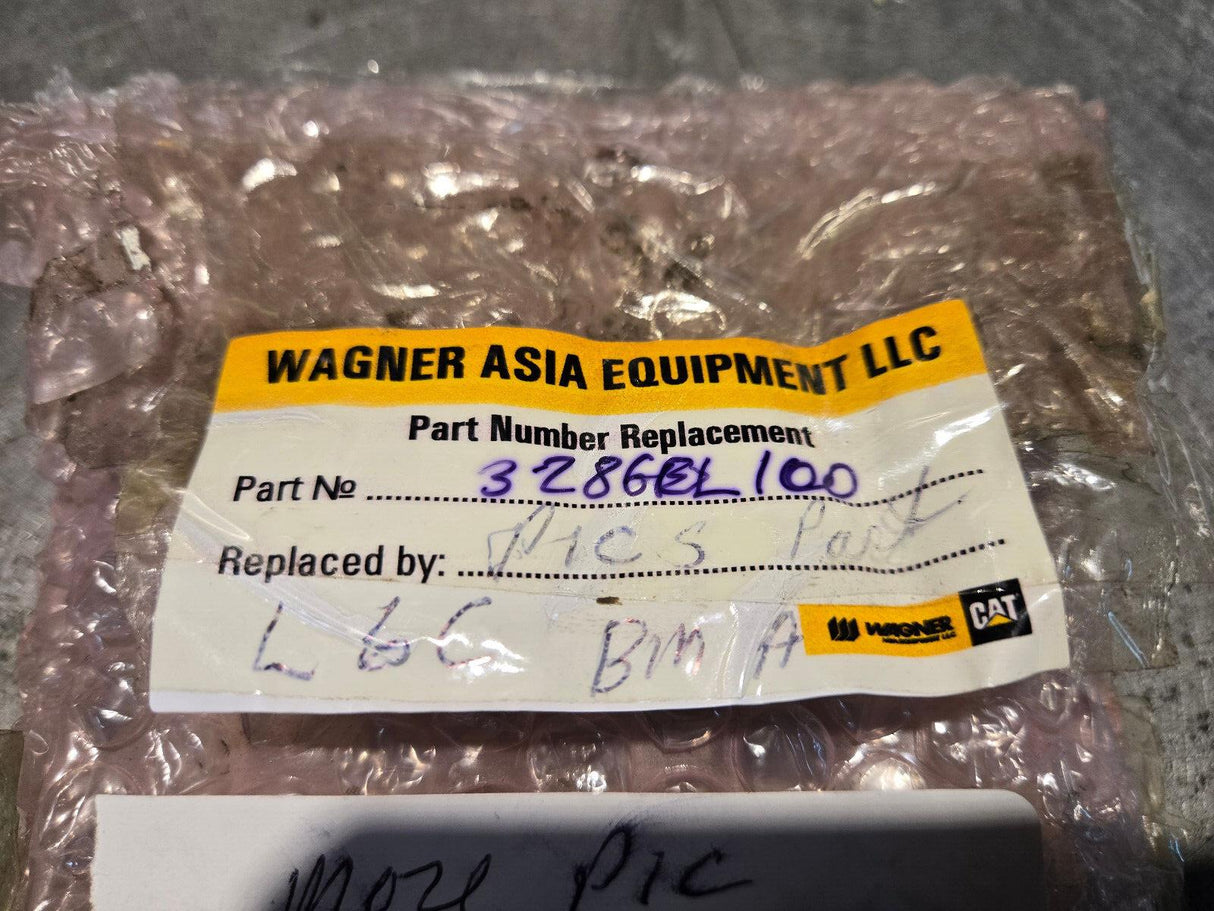 WAGNER ASIA EQUIPMENT LLC
Part Number Replacement
Part № 3286BL100
Replaced by: PICS Part
L6C BM A
WAGNER
CAT
More PIC